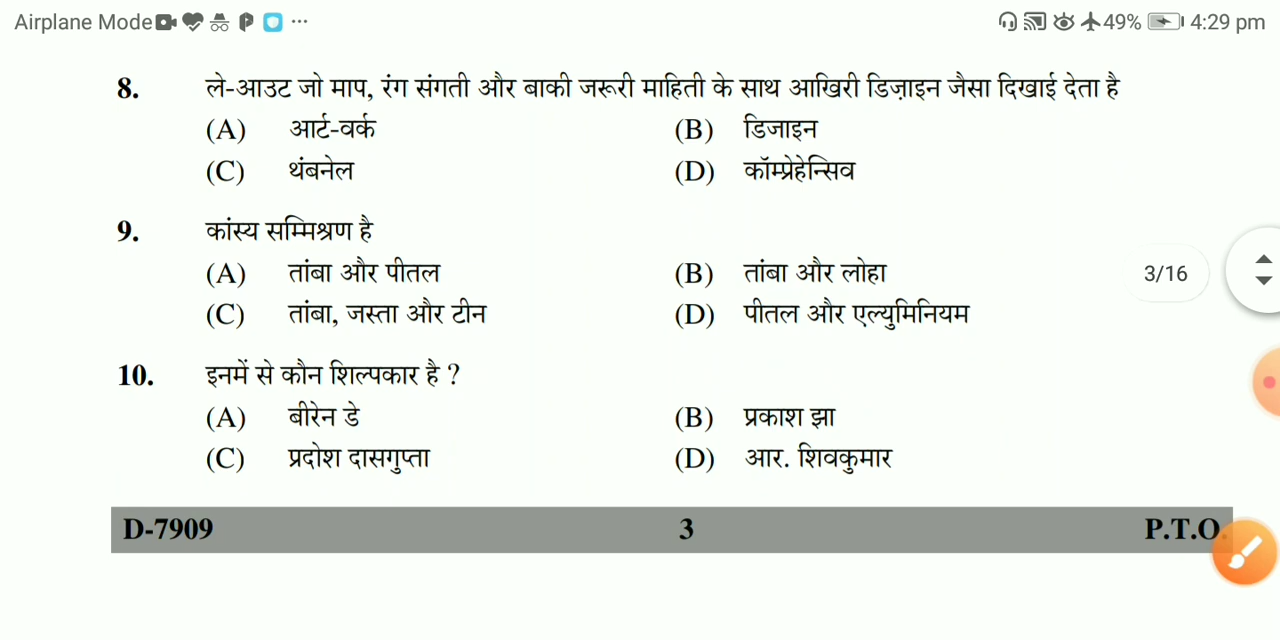 Airplane Mode ... 49% 4:29 pm
8. ले-आउट जो माप, रंग संगती और बाकी जरूरी माहिती के साथ आखिरी डिज़ाइन जैसा दिखाई देता है
(A) आर्ट-वर्क (B) डिजाइन
(C) थंबनेल (D) कॉम्प्रेहेन्सिव
9. कांस्य सम्मिश्रण है
(A) तांबा और पीतल (B) तांबा और लोहा
3/16
(C) तांबा, जस्ता और टीन (D) पीतल और एल्युमिनियम
10. इनमें से कौन शिल्पकार है ?
(A) बीरेन डे (B) प्रकाश झा
(C) प्रदोश दासगुप्ता (D) आर. शिवकुमार
D-7909 3 P.T.O.